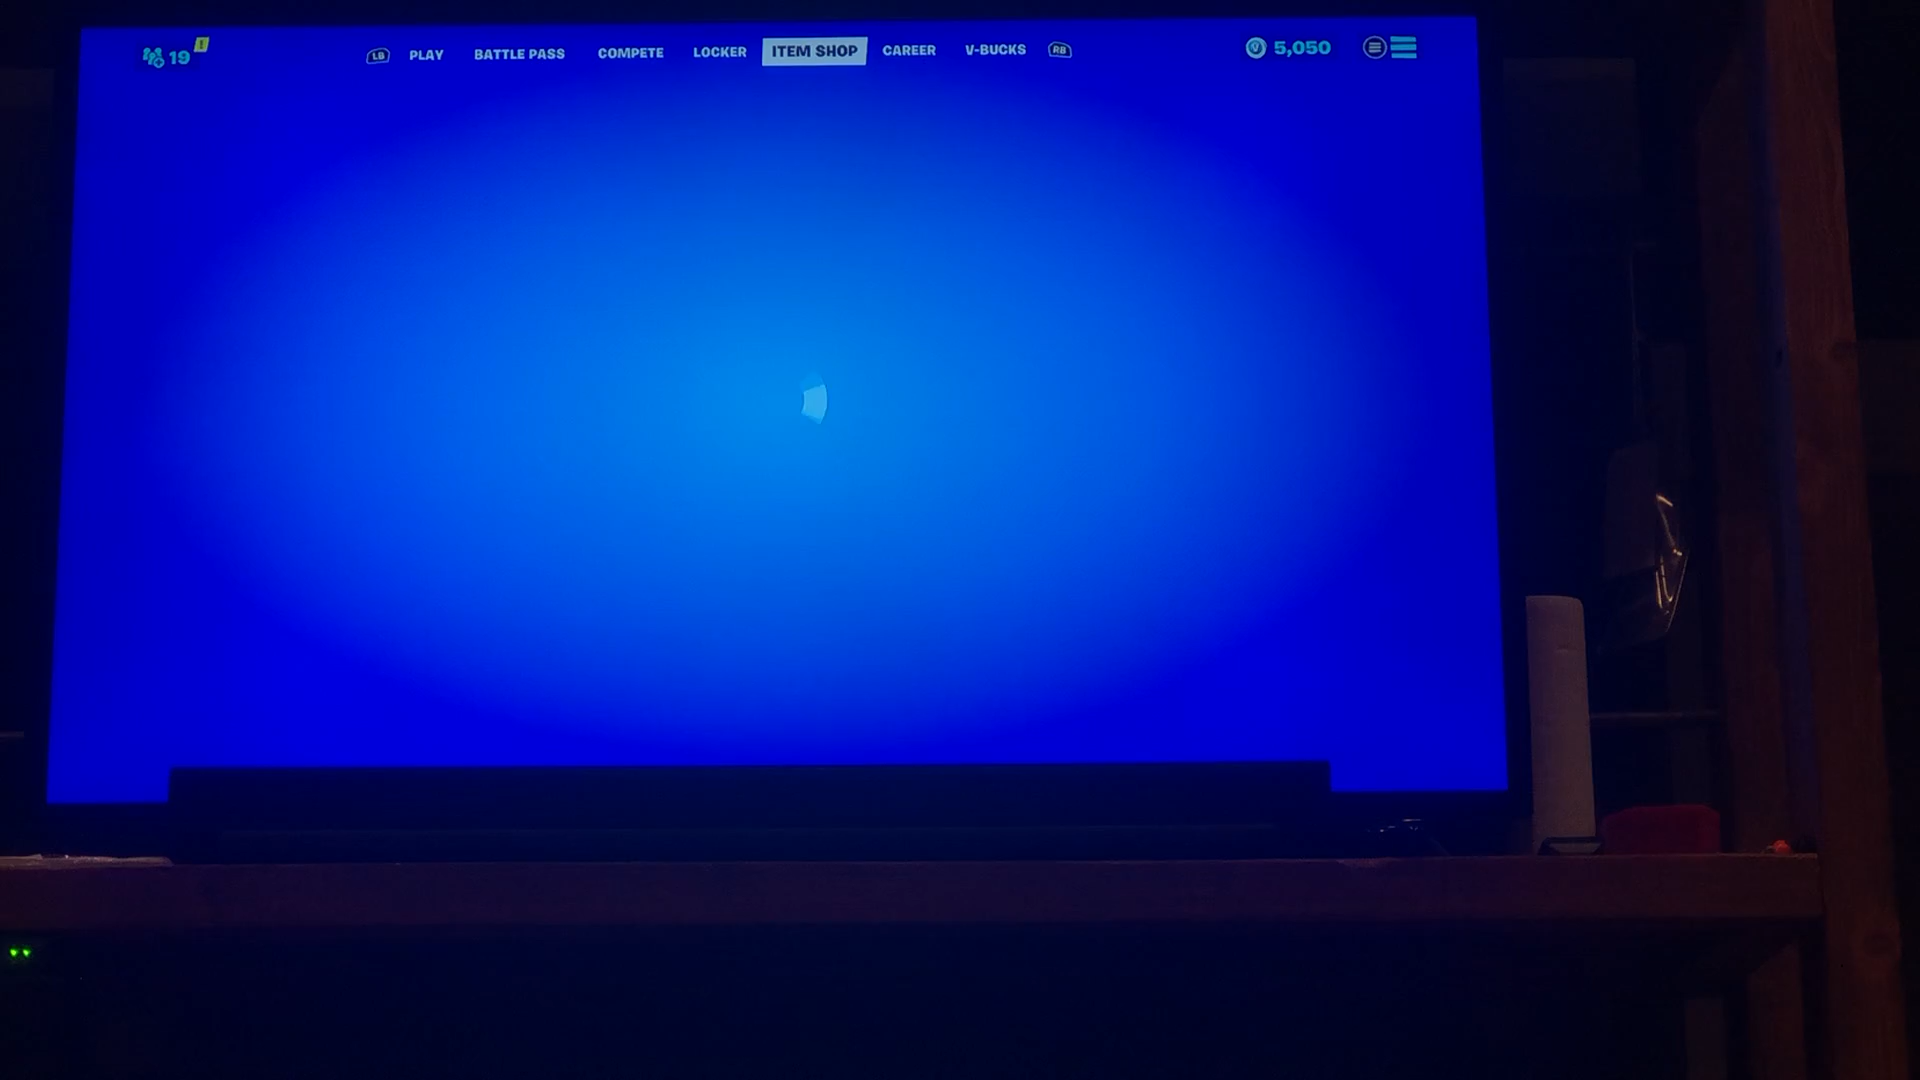 19 !
LB PLAY BATTLE PASS COMPETE LOCKER ITEM SHOP CAREER V-BUCKS RB
V 5,050